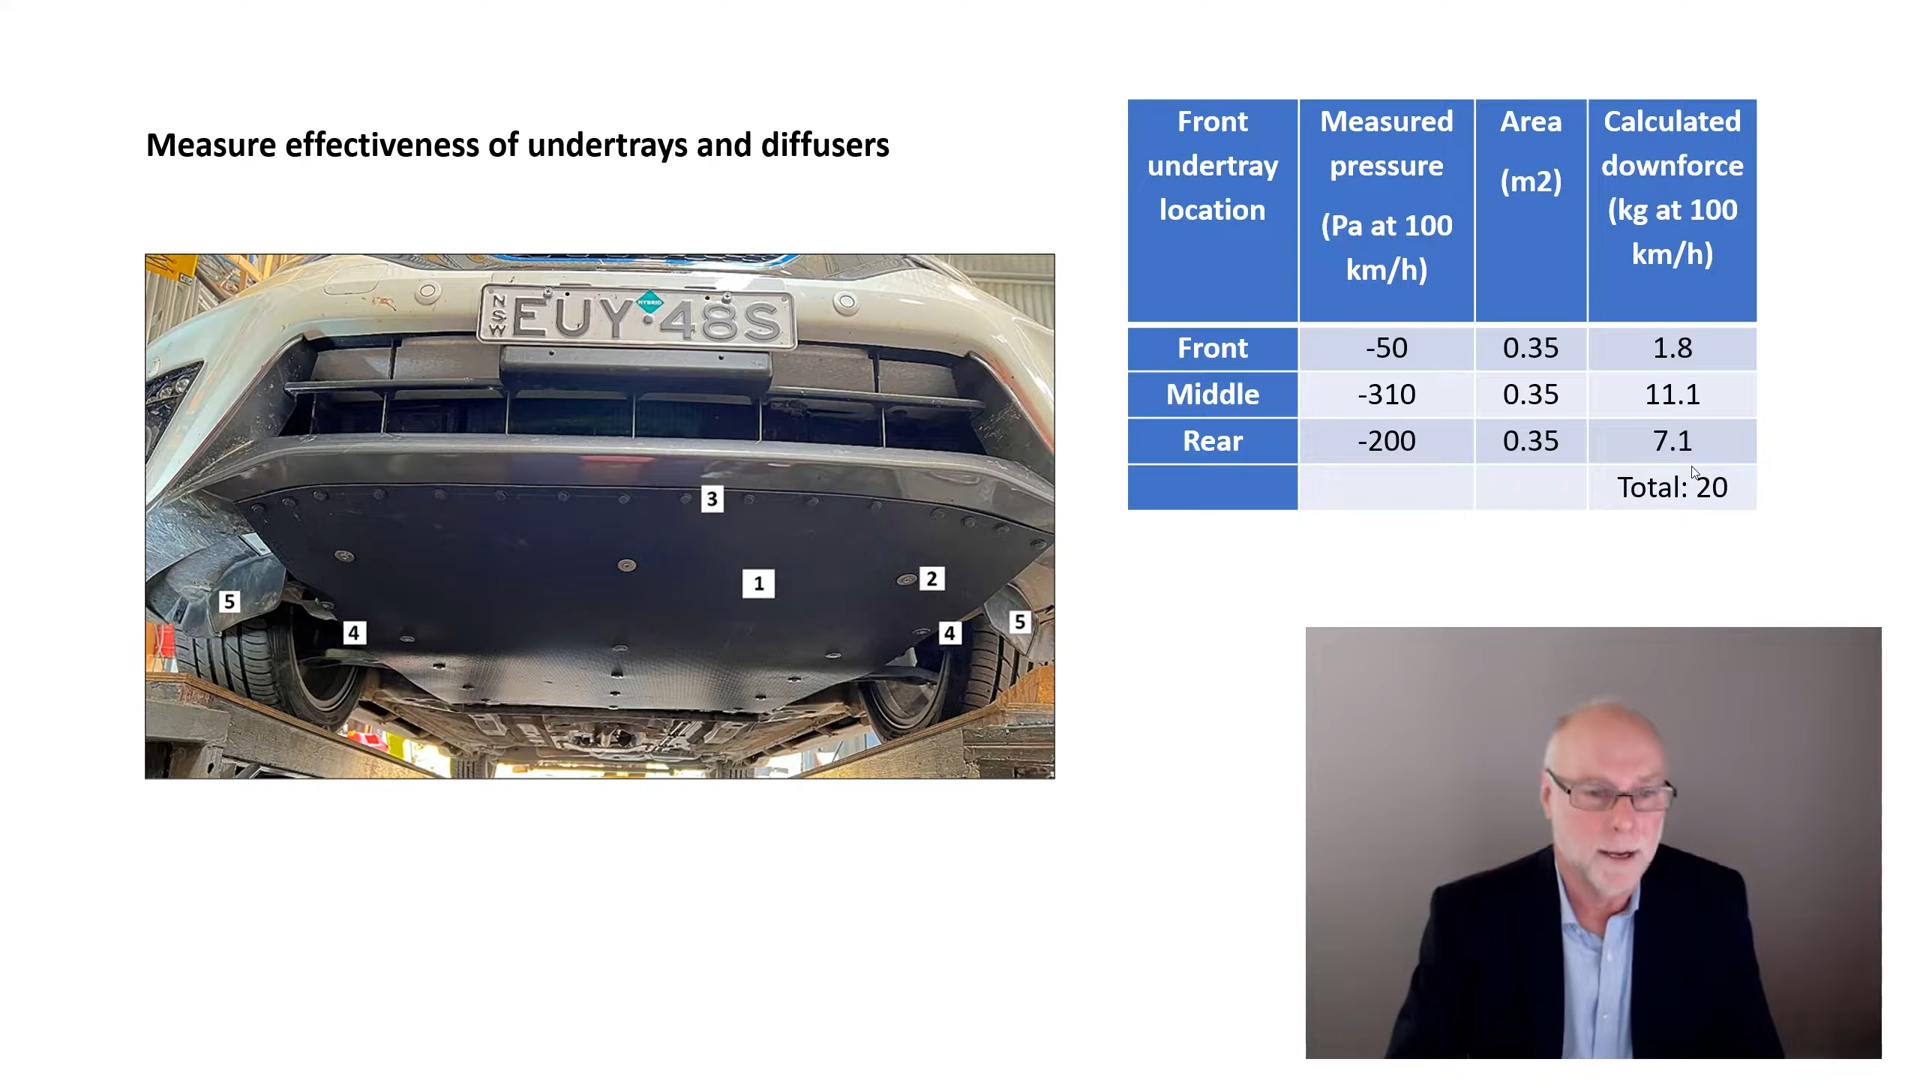 Measure effectiveness of undertrays and diffusers
Front
undertray
location
Measured
pressure
(Pa at 100
km/h)
Area
(m2)
Calculated
downforce
(kg at 100
km/h)
Front -50 0.35 1.8
Middle -310 0.35 11.1
Rear -200 0.35 7.1
Total: 20
NSW EUY·48S
HYBRID
3
1
2
5
4
4
5